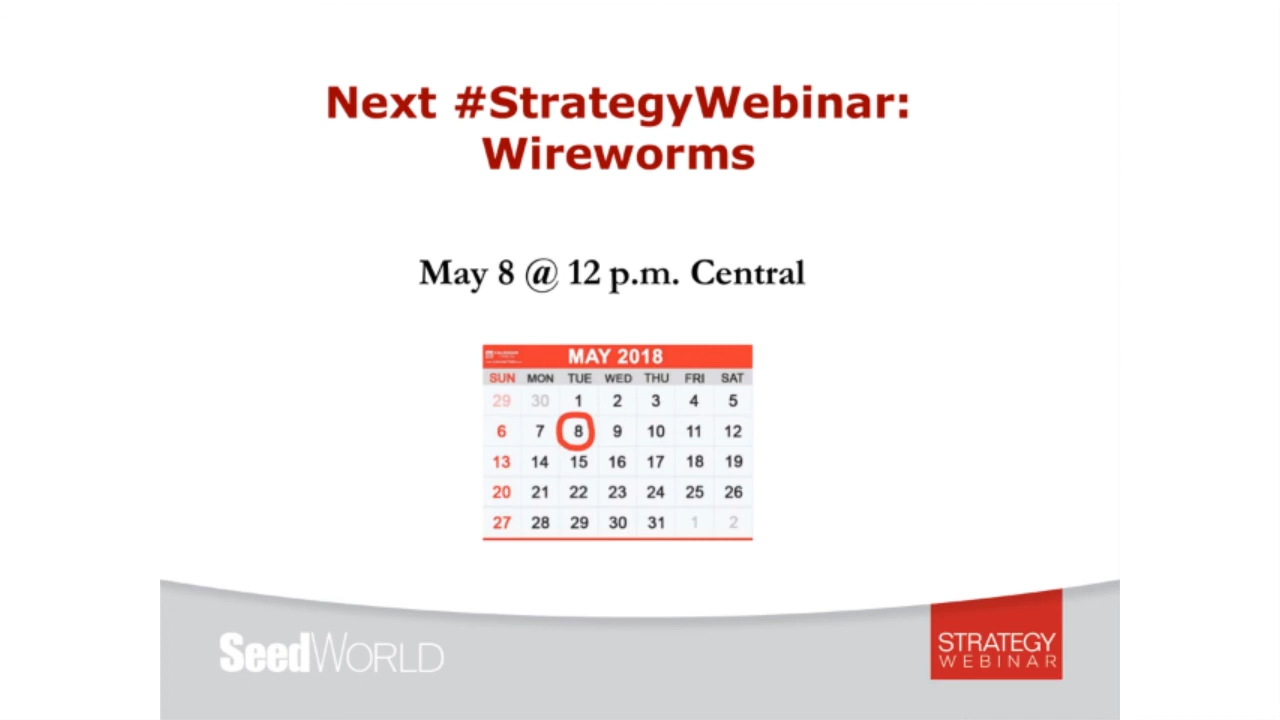 Next #StrategyWebinar:
Wireworms
May 8 @ 12 p.m. Central
MAY 2018
SUN MON TUE WED THU FRI SAT
29 30 1 2 3 4 5
6 7 8 9 10 11 12
13 14 15 16 17 18 19
20 21 22 23 24 25 26
27 28 29 30 31 1 2
SeedWORLD
STRATEGY
WEBINAR